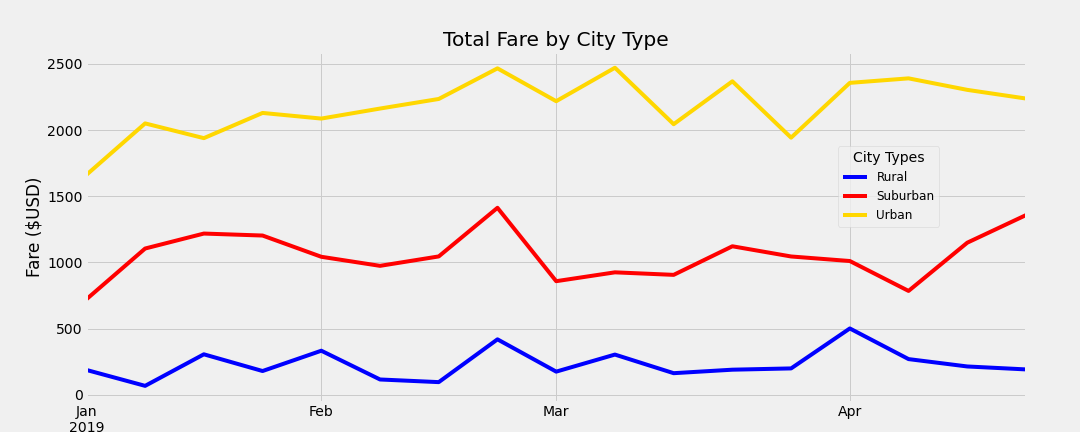 Total Fare by City Type
Fare ($USD)
2500
2000
1500
1000
500
0
City Types
Rural
Suburban
Urban
Jan
2019
Feb
Mar
Apr